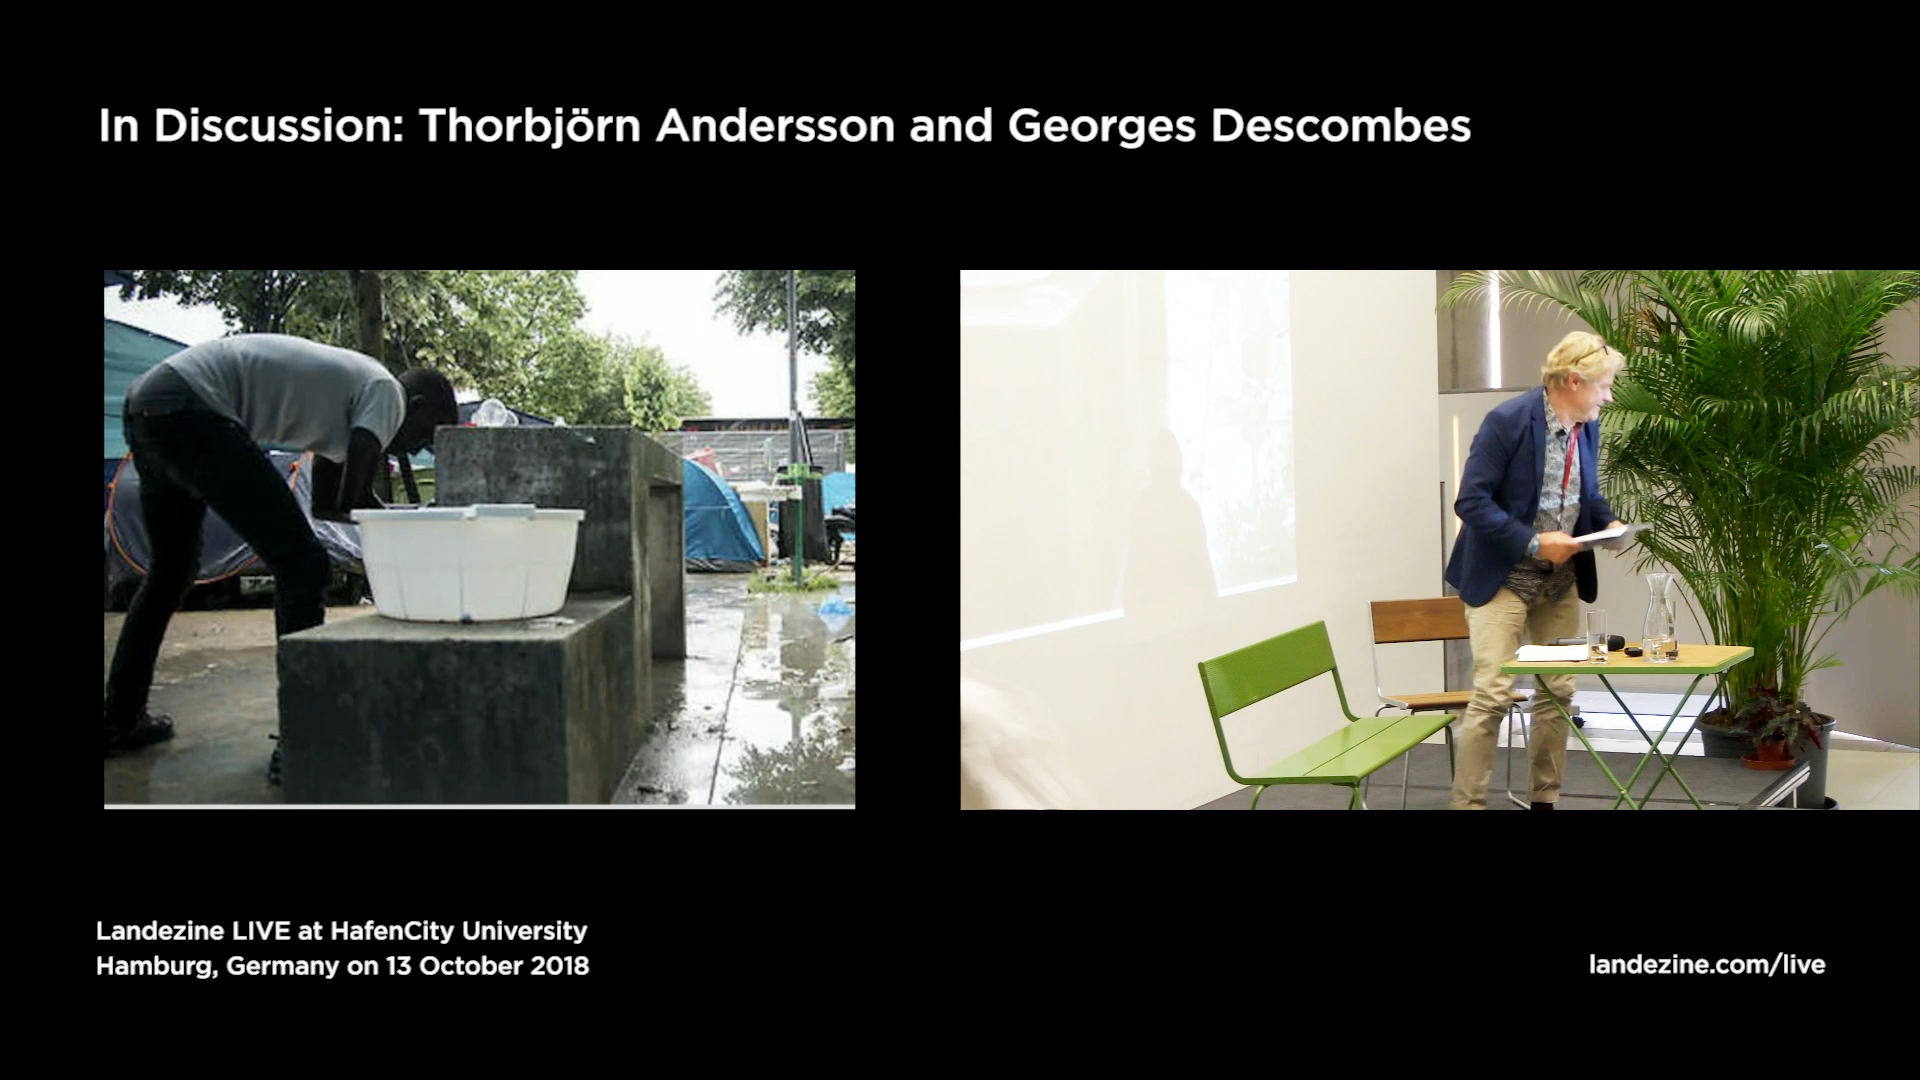 In Discussion: Thorbjörn Andersson and Georges Descombes
Landezine LIVE at HafenCity University
Hamburg, Germany on 13 October 2018
landezine.com/live